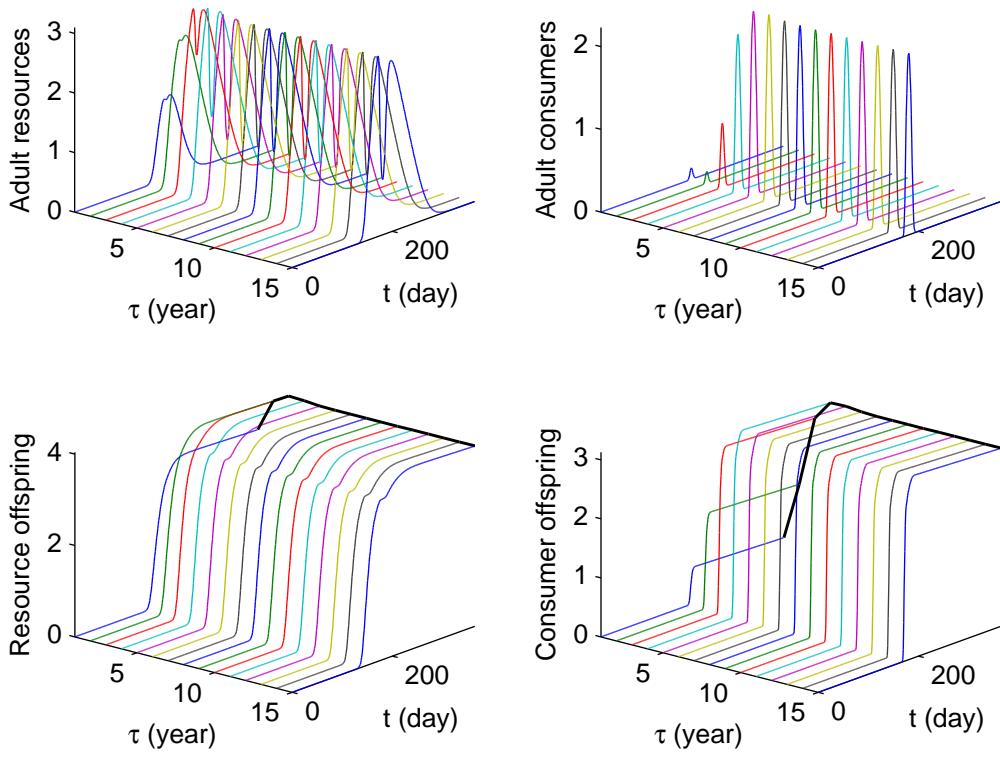 Adult resources
3
2
1
0
5
10
15
0
200
τ (year)
t (day)
Adult consumers
2
1
0
5
10
15
0
200
τ (year)
t (day)
Resource offspring
4
2
0
5
10
15
0
200
τ (year)
t (day)
Consumer offspring
3
2
1
0
5
10
15
0
200
τ (year)
t (day)